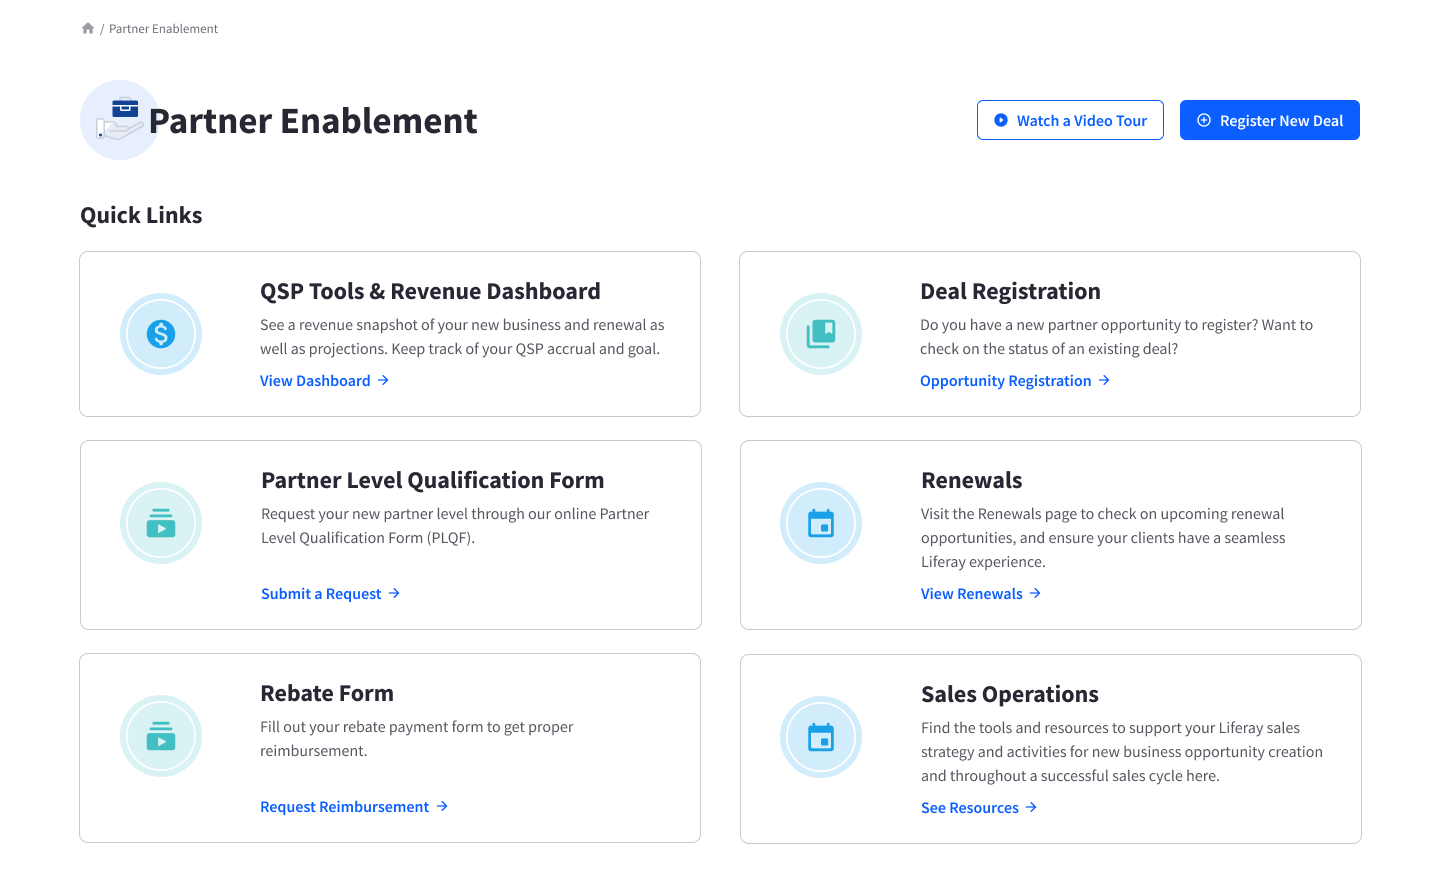 / Partner Enablement
Partner Enablement
Watch a Video Tour
Register New Deal
Quick Links
QSP Tools & Revenue Dashboard
See a revenue snapshot of your new business and renewal as
well as projections. Keep track of your QSP accrual and goal.
View Dashboard
Deal Registration
Do you have a new partner opportunity to register? Want to
check on the status of an existing deal?
Opportunity Registration
Partner Level Qualification Form
Request your new partner level through our online Partner
Level Qualification Form (PLQF).
Submit a Request
Renewals
Visit the Renewals page to check on upcoming renewal
opportunities, and ensure your clients have a seamless
Liferay experience.
View Renewals
Rebate Form
Fill out your rebate payment form to get proper
reimbursement.
Request Reimbursement
Sales Operations
Find the tools and resources to support your Liferay sales
strategy and activities for new business opportunity creation
and throughout a successful sales cycle here.
See Resources